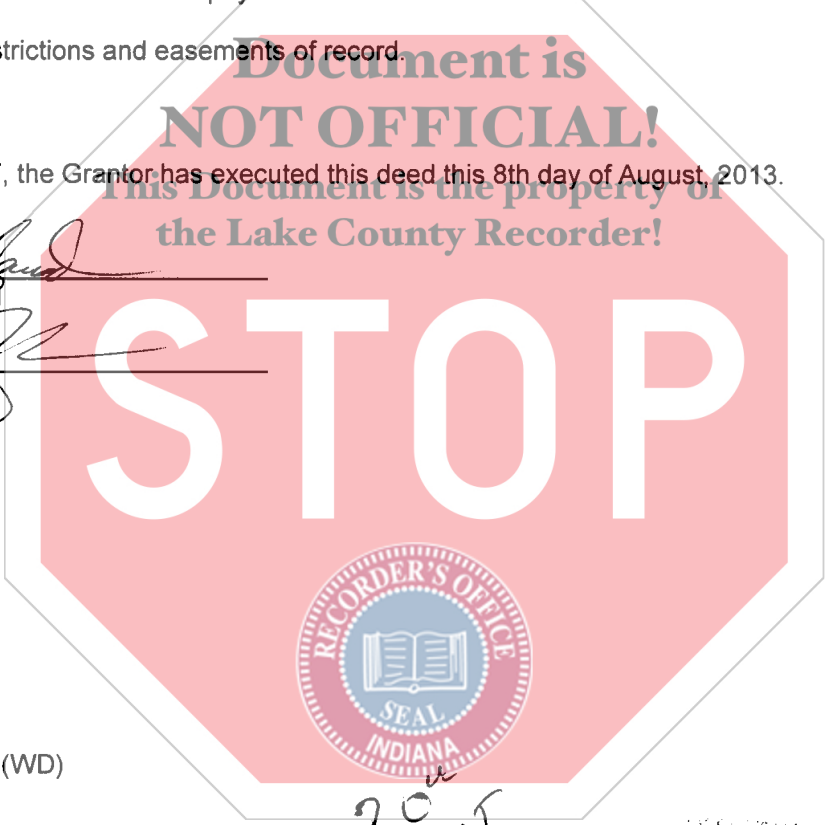 strictions and easements of record.
Document is
NOT OFFICIAL!
, the Grantor has executed this deed this 8th day of August, 2013.
This Document is the property of
the Lake County Recorder!
STOP
RECORDER'S OFFICE
SEAL
INDIANA
(WD)